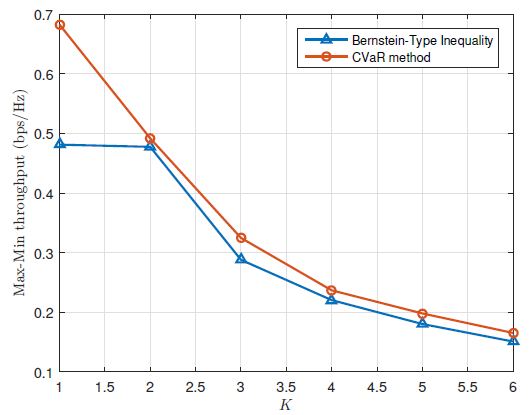 0.7
0.6
0.5
0.4
0.3
0.2
0.1
Max-Min throughput (bps/Hz)
Bernstein-Type Inequality
CVaR method
1 1.5 2 2.5 3 3.5 4 4.5 5 5.5 6
K